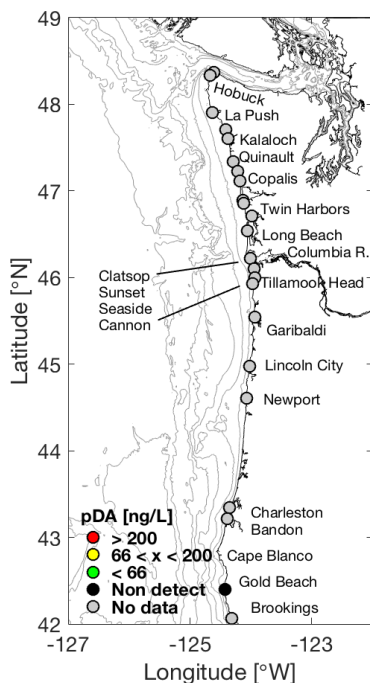 49
48
47
46
45
44
43
42
Latitude [°N]
Hobuck
La Push
Kalaloch
Quinault
Copalis
Twin Harbors
Long Beach
Columbia R.
Clatsop
Sunset
Seaside
Cannon
Tillamook Head
Garibaldi
Lincoln City
Newport
Charleston
Bandon
Cape Blanco
Gold Beach
Brookings
pDA [ng/L]
> 200
66 < x < 200
< 66
Non detect
No data
-127
-125
-123
Longitude [°W]